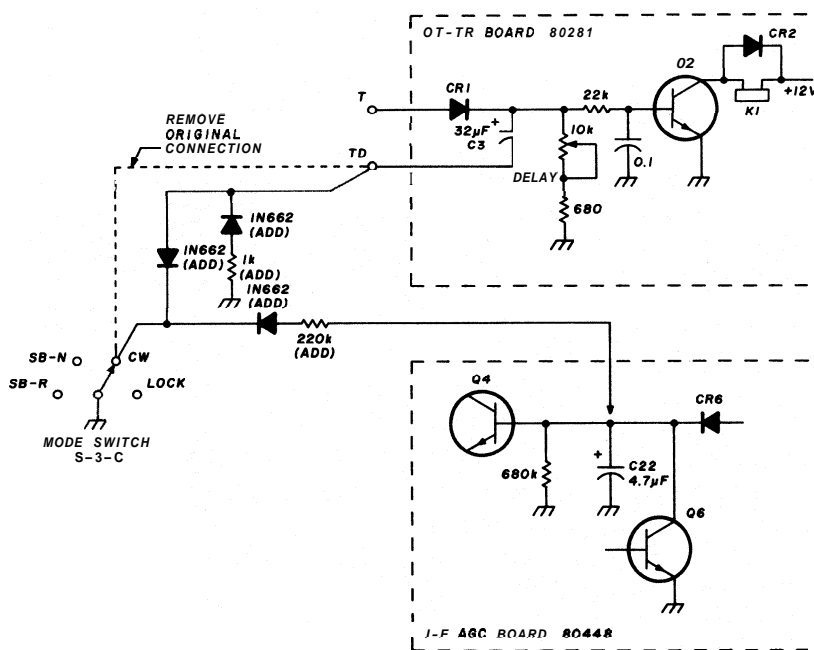 OT-TR BOARD 80281
CR2
O2
K1
+12V
CR1
T
22k
32µF
+
C3
10k
0.1
REMOVE
ORIGINAL
CONNECTION
TD
DELAY
680
1N662
(ADD)
1N662
(ADD)
1k
(ADD)
1N662
(ADD)
220k
(ADD)
SB-N
CW
SB-R
LOCK
MODE SWITCH
S-3-C
Q4
CR6
680k
+
C22
4.7µF
Q6
J-F AGC BOARD 80448